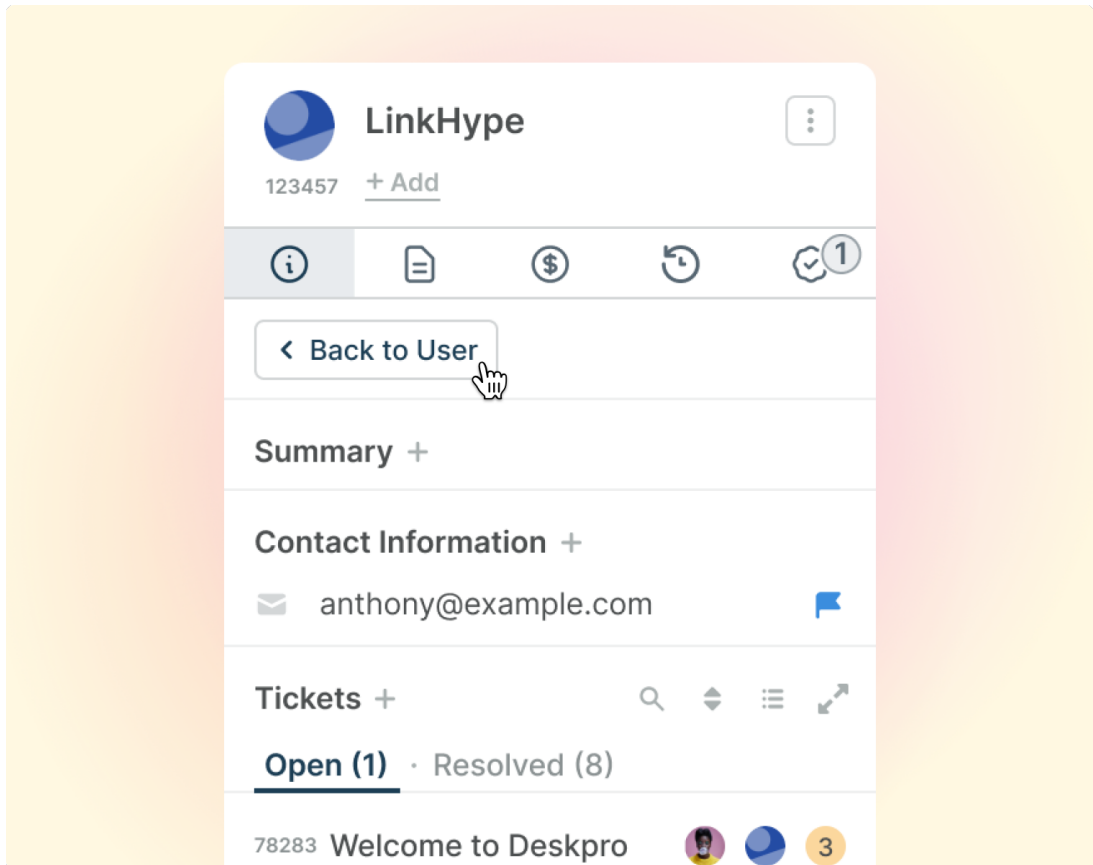 LinkHype
123457
+ Add
1
Back to User
Summary +
Contact Information +
anthony@example.com
Tickets +
Open (1) · Resolved (8)
78283 Welcome to Deskpro 3